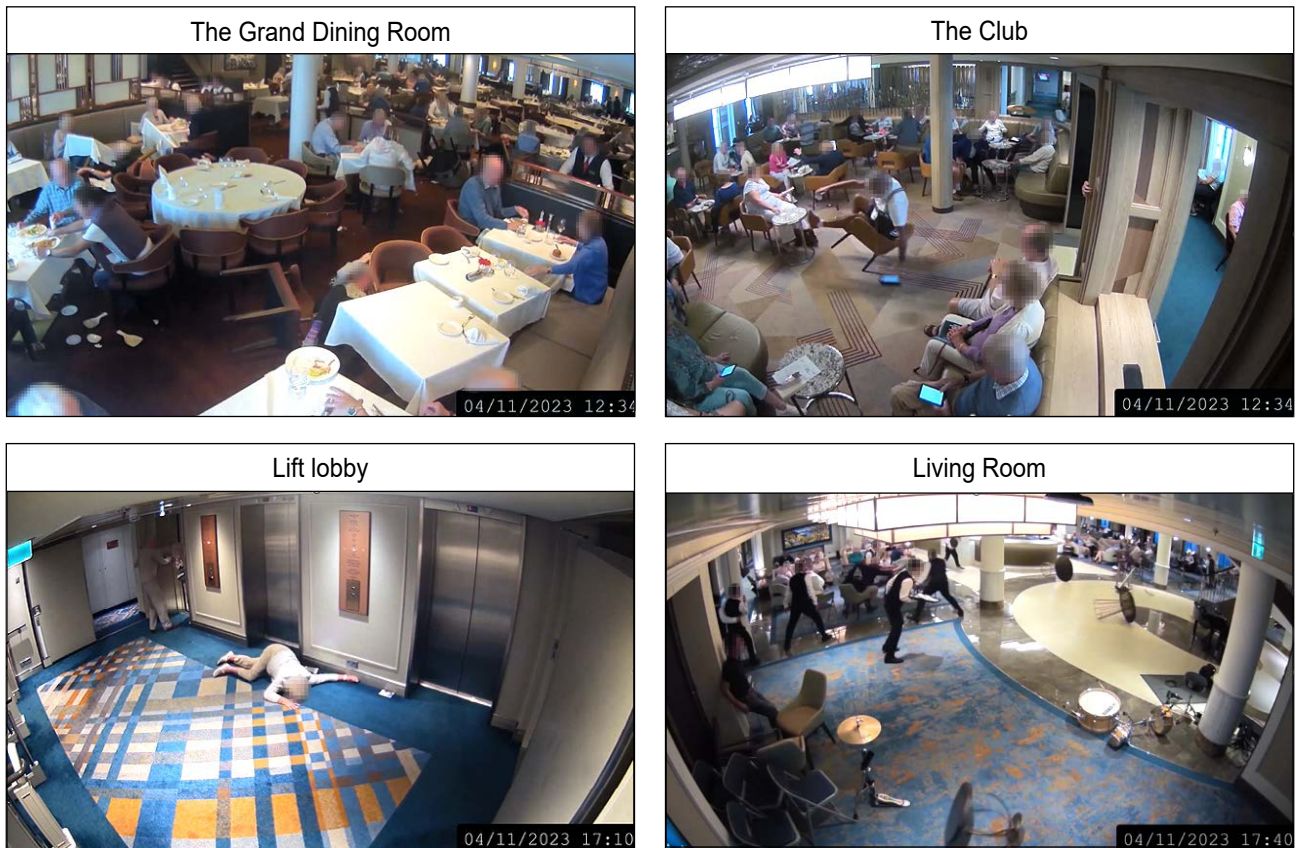 The Grand Dining Room
The Club
04/11/2023 12:34
04/11/2023 12:34
Lift lobby
Living Room
04/11/2023 17:10
04/11/2023 17:40